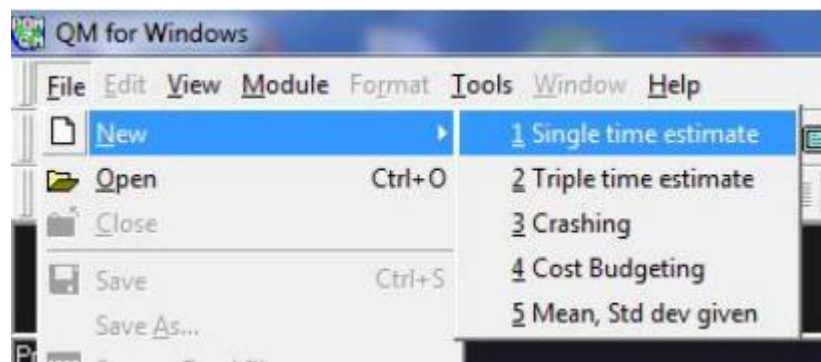 QM for Windows
File Edit View Module Format Tools Window Help
New
1 Single time estimate
Open Ctrl+O
2 Triple time estimate
Close
3 Crashing
Save Ctrl+S
4 Cost Budgeting
Save As...
5 Mean, Std dev given